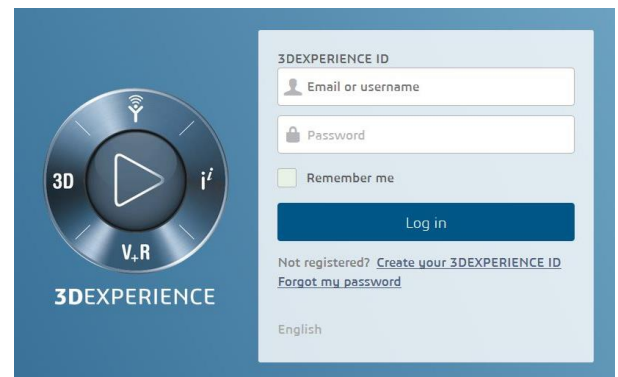 3D
i i
V+R
3DEXPERIENCE
3DEXPERIENCE ID
Email or username
Password
Remember me
Log in
Not registered? Create your 3DEXPERIENCE ID
Forgot my password
English